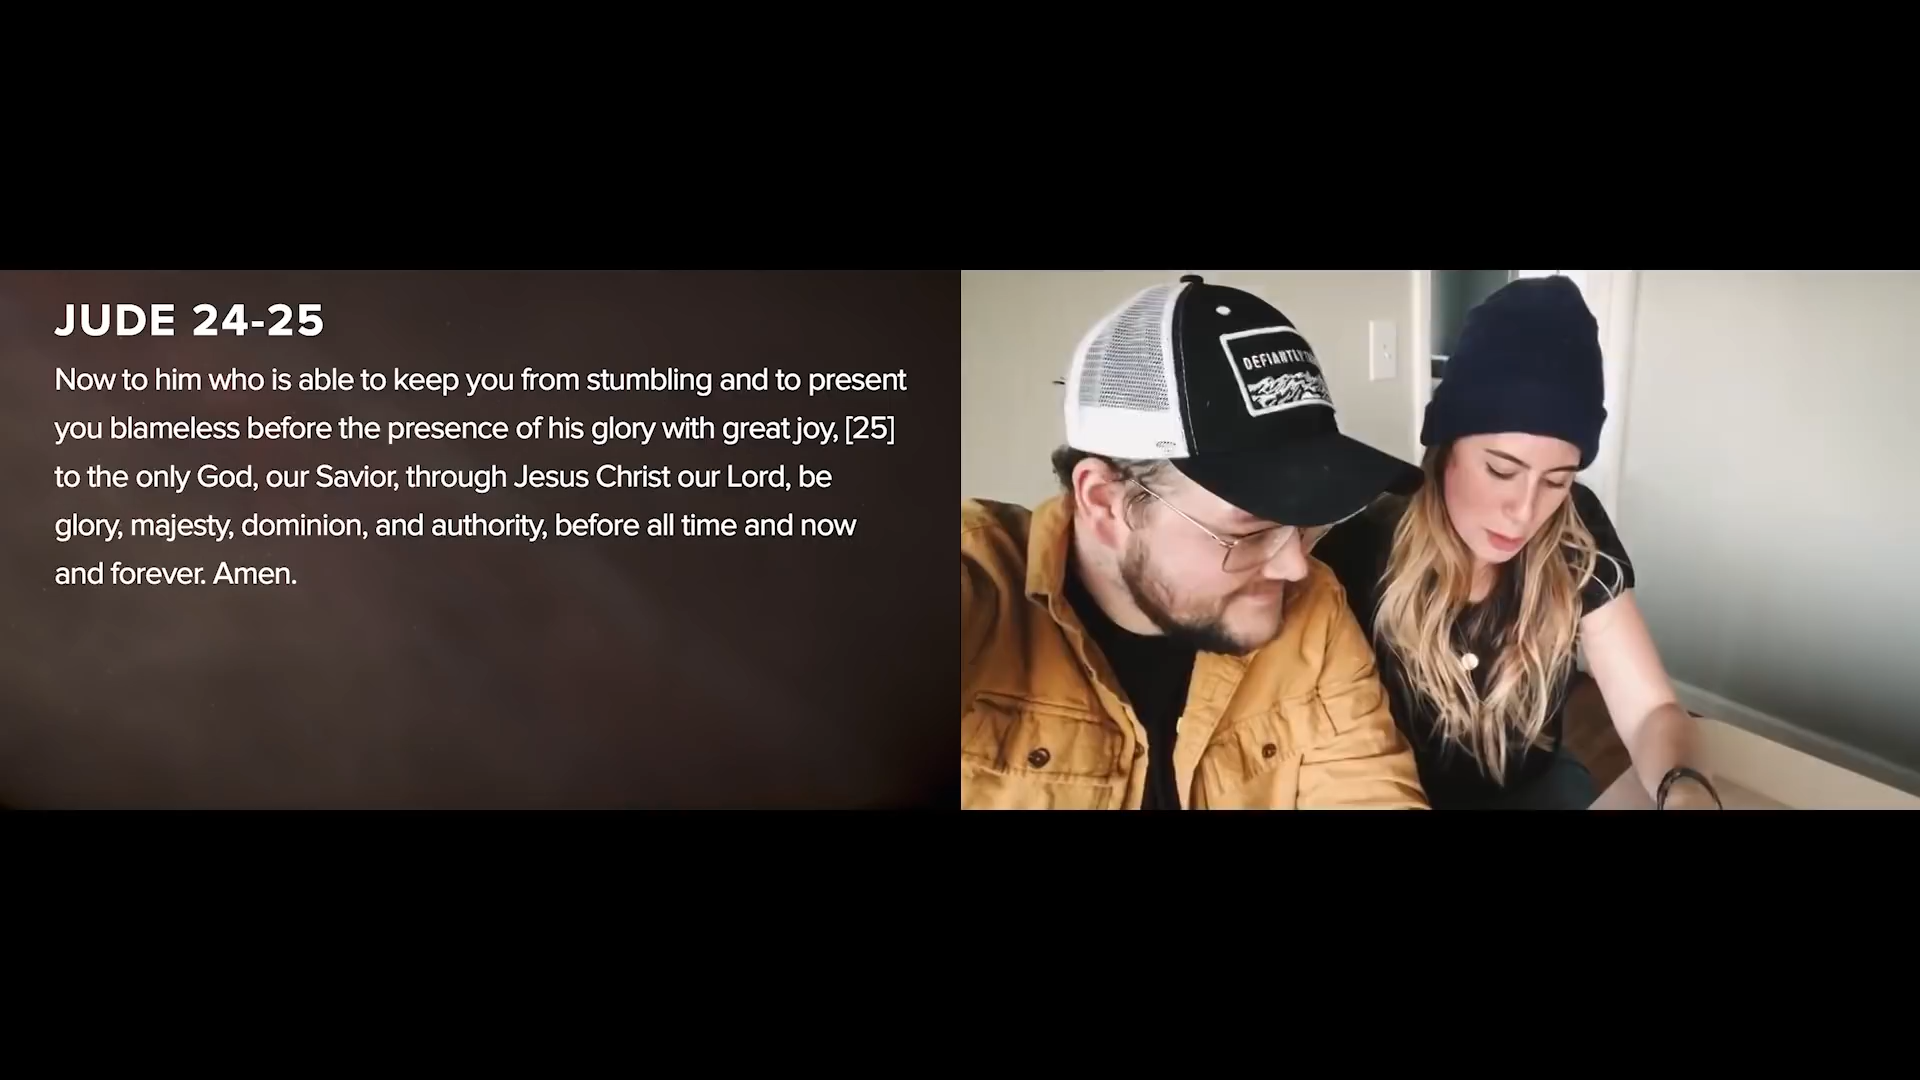 JUDE 24-25
Now to him who is able to keep you from stumbling and to present
you blameless before the presence of his glory with great joy, [25]
to the only God, our Savior, through Jesus Christ our Lord, be
glory, majesty, dominion, and authority, before all time and now
and forever. Amen.